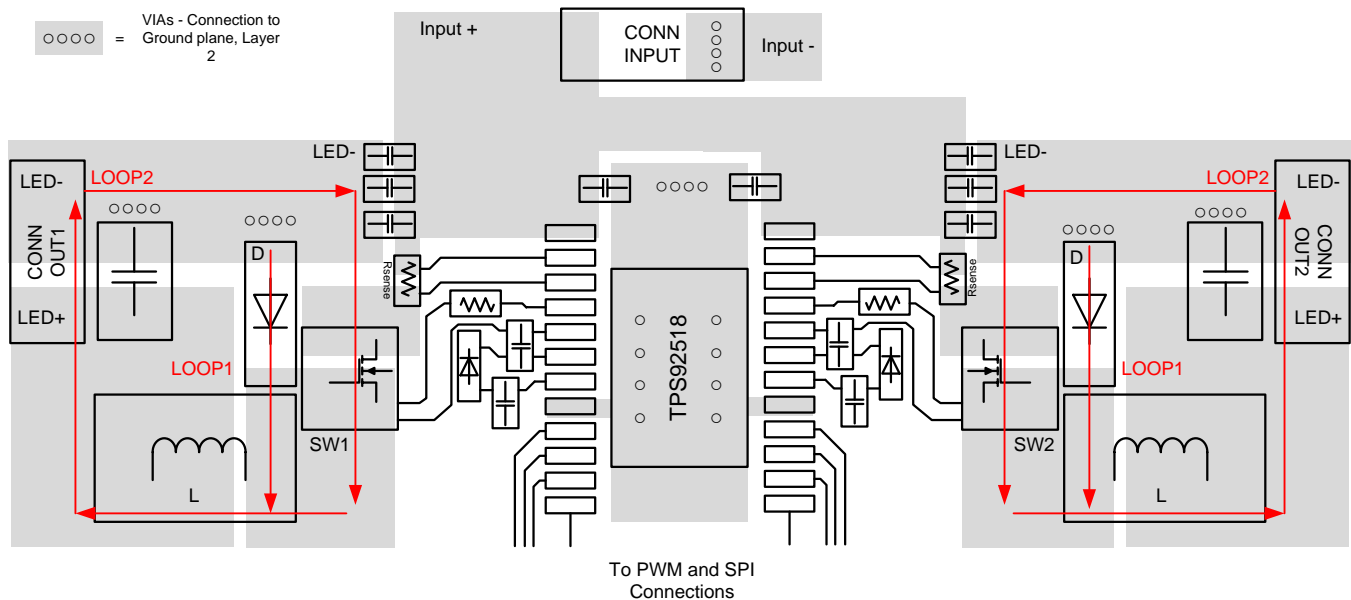 VIAs - Connection to
= Ground plane, Layer
2
Input +
CONN
INPUT
Input -
LED-
LED-
LED-
LOOP2
LOOP2
LED-
CONN
OUT1
D
Rsense
Rsense
D
CONN
OUT2
LED+
LED+
LOOP1
TPS92518
LOOP1
SW1
SW2
L
L
To PWM and SPI
Connections